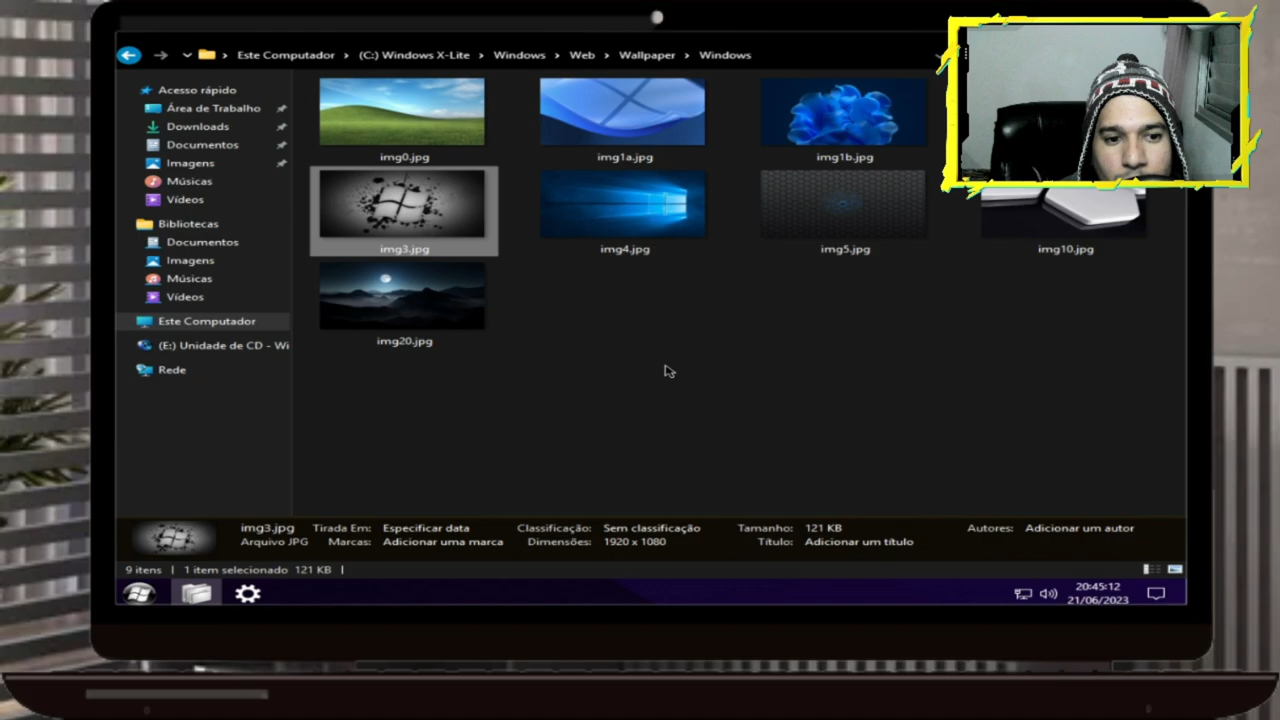 Este Computador > (C:) Windows X-Lite > Windows > Web > Wallpaper > Windows
Acesso rápido
Área de Trabalho
Downloads
Documentos
Imagens
Músicas
Vídeos
Bibliotecas
Documentos
Imagens
Músicas
Vídeos
Este Computador
(E:) Unidade de CD - Wi
Rede
img0.jpg
img1a.jpg
img1b.jpg
img3.jpg
img4.jpg
img5.jpg
img10.jpg
img20.jpg
img3.jpg Tirada Em: Especificar data Classificação: Sem classificação Tamanho: 121 KB Autores: Adicionar um autor
Arquivo JPG Marcas: Adicionar uma marca Dimensões: 1920 x 1080 Título: Adicionar um título
9 itens | 1 item selecionado 121 KB |
20:45:12
21/06/2023